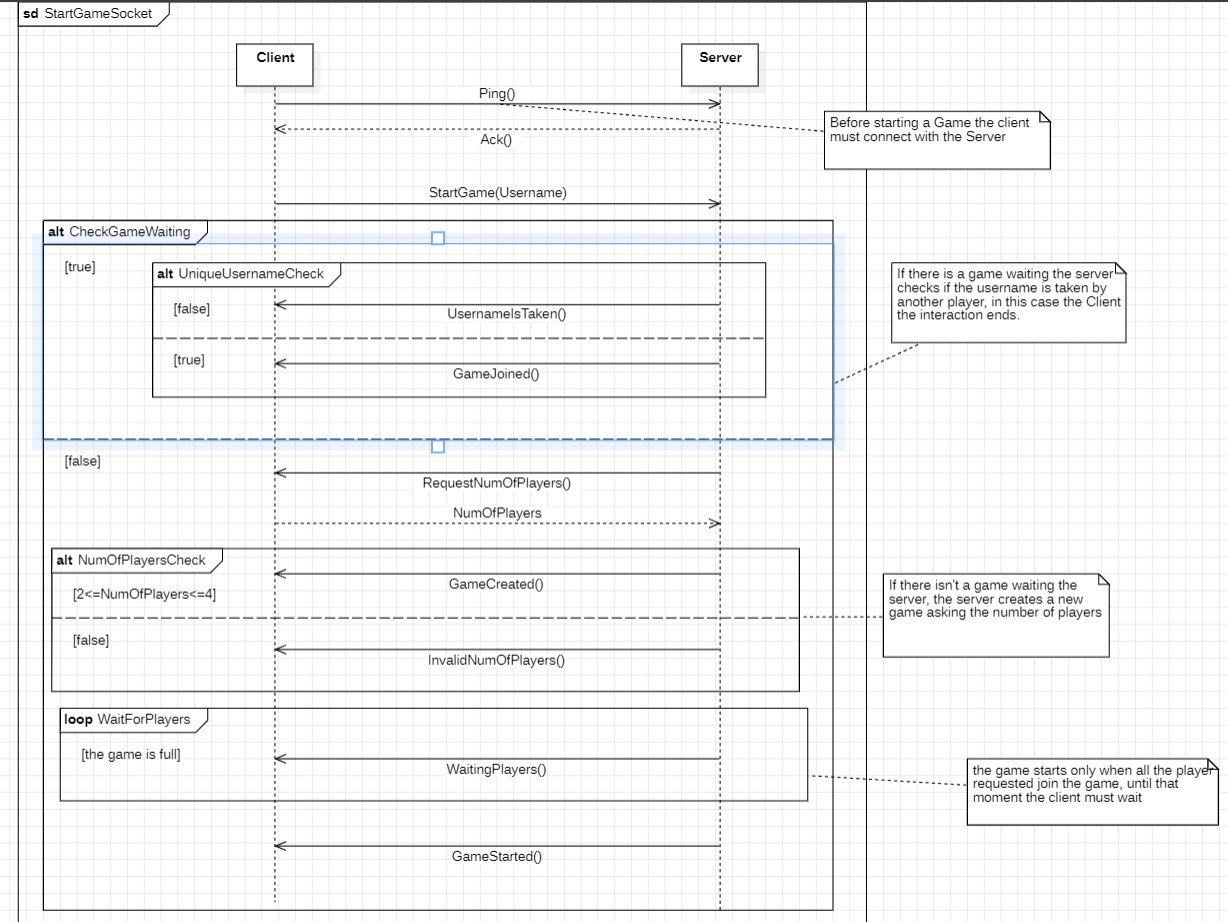 sd StartGameSocket
Client
Server
Ping()
Before starting a Game the client
must connect with the Server
Ack()
StartGame(Username)
alt CheckGameWaiting
[true]
alt UniqueUsernameCheck
If there is a game waiting the server
checks if the username is taken by
another player, in this case the Client
the interaction ends.
[false]
UsernameIsTaken()
[true]
GameJoined()
[false]
RequestNumOfPlayers()
NumOfPlayers
alt NumOfPlayersCheck
GameCreated()
[2<=NumOfPlayers<=4]
If there isn't a game waiting the
server, the server creates a new
game asking the number of players
[false]
InvalidNumOfPlayers()
loop WaitForPlayers
[the game is full]
WaitingPlayers()
the game starts only when all the player
requested join the game, until that
moment the client must wait
GameStarted()